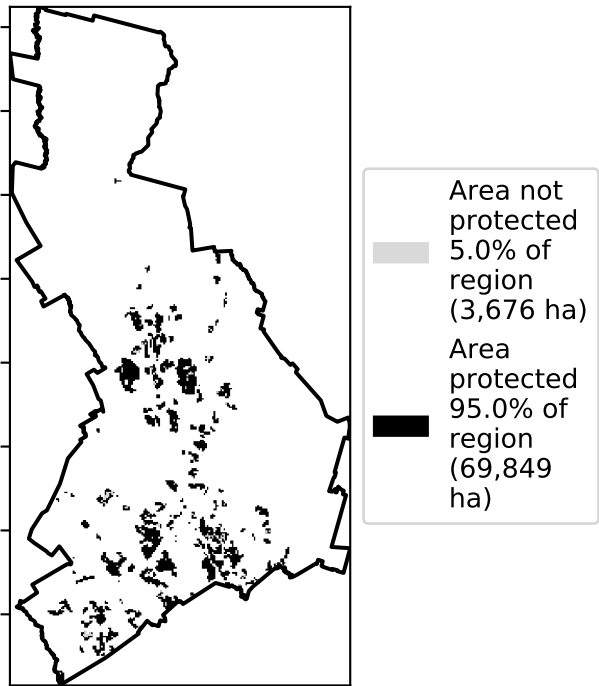 Area not
protected
5.0% of
region
(3,676 ha)
Area
protected
95.0% of
region
(69,849
ha)